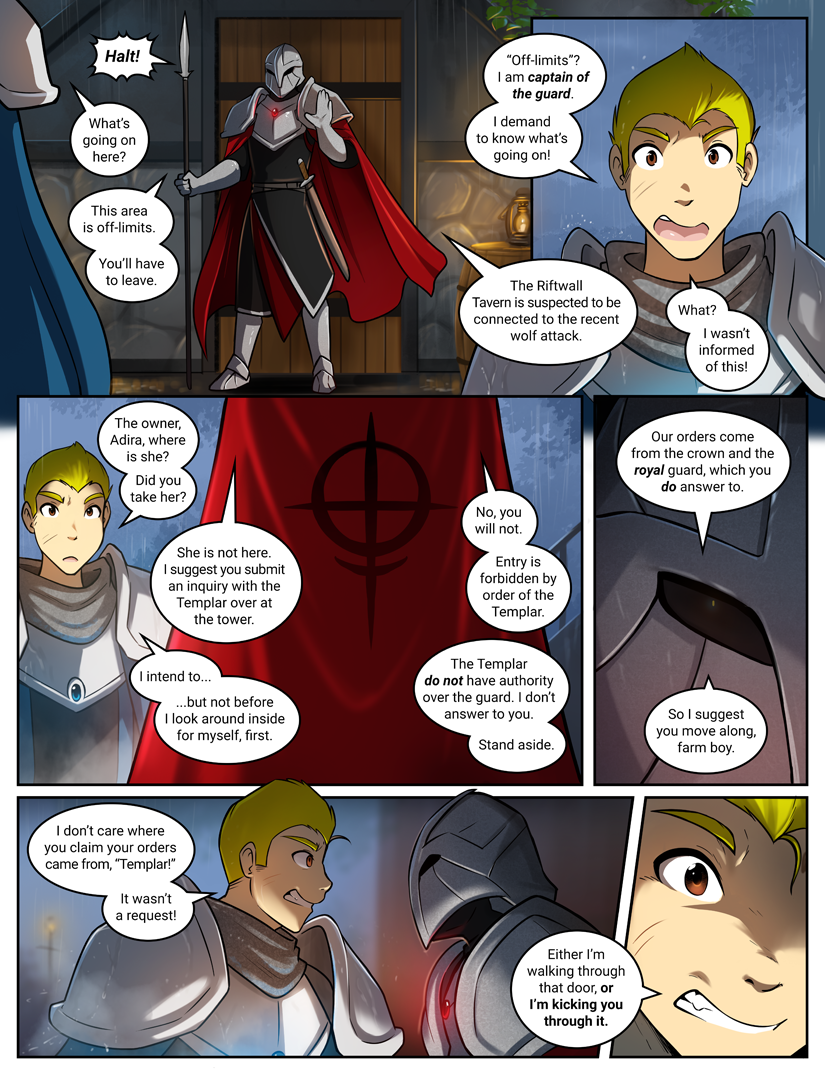 Halt!
What's
going on
here?
This area
is off-limits.
You'll have
to leave.
"Off-limits"?
I am captain of
the guard.
I demand
to know what's
going on!
The Riftwall
Tavern is suspected to be
connected to the recent
wolf attack.
What?
I wasn't
informed
of this!
The owner,
Adira, where
is she?
Did you
take her?
She is not here.
I suggest you submit
an inquiry with the
Templar over at
the tower.
I intend to...
...but not before
I look around inside
for myself, first.
No, you
will not.
Entry is
forbidden by
order of the
Templar.
The Templar
do not have authority
over the guard. I don't
answer to you.
Stand aside.
Our orders come
from the crown and the
royal guard, which you
do answer to.
So I suggest
you move along,
farm boy.
I don't care where
you claim your orders
came from, "Templar!"
It wasn't
a request!
Either I'm
walking through
that door, or
I'm kicking you
through it.